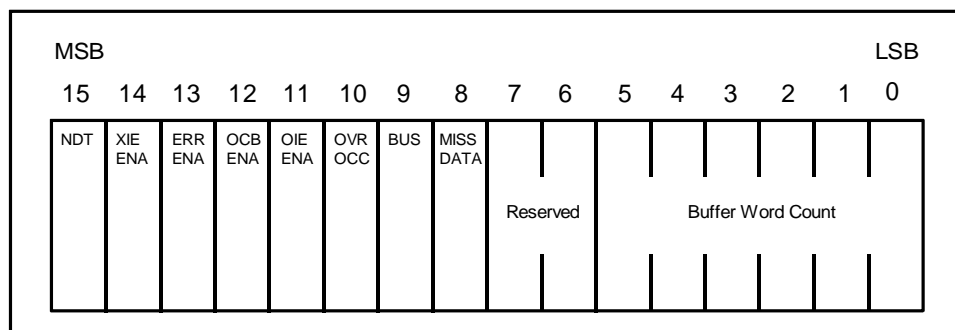 MSB LSB
15 14 13 12 11 10 9 8 7 6 5 4 3 2 1 0
NDT XIE ERR OCB OIE OVR BUS MISS
ENA ENA ENA ENA OCC DATA
Reserved Buffer Word Count